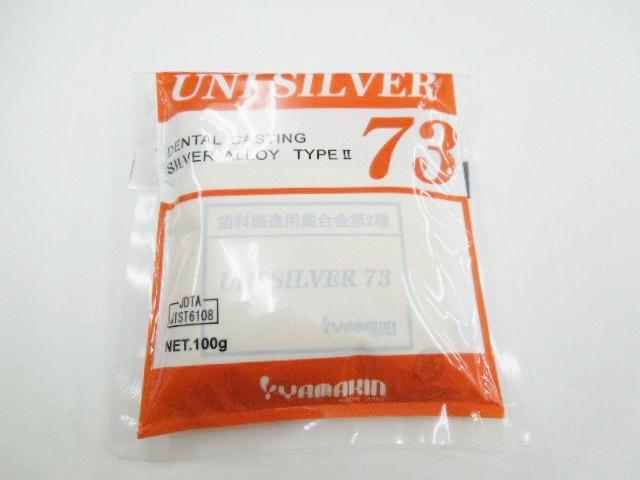 UNI SILVER
DENTAL CASTING
SILVER ALLOY TYPE II
73
歯科鋳造用銀合金第2種
UNI SILVER 73
YAMAKIN
JDTA
JIST6108
NET.100g
YAMAKIN